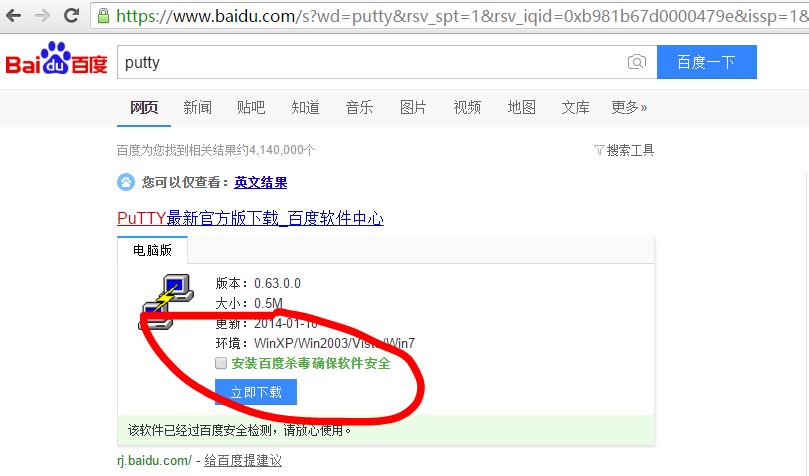 https://www.baidu.com/s?wd=putty&rsv_spt=1&rsv_iqid=0xb981b67d0000479e&issp=1&
Bai du 百度 putty 百度一下
网页 新闻 贴吧 知道 音乐 图片 视频 地图 文库 更多»
百度为您找到相关结果约4,140,000个 搜索工具
您可以仅查看：英文结果
PuTTY最新官方版下载_百度软件中心
电脑版
版本：0.63.0.0
大小：0.5M
更新：2014-01-10
环境：WinXP/Win2003/Vista/Win7
安装百度杀毒确保软件安全
立即下载
该软件已经过百度安全检测，请放心使用。
rj.baidu.com/ - 给百度提建议